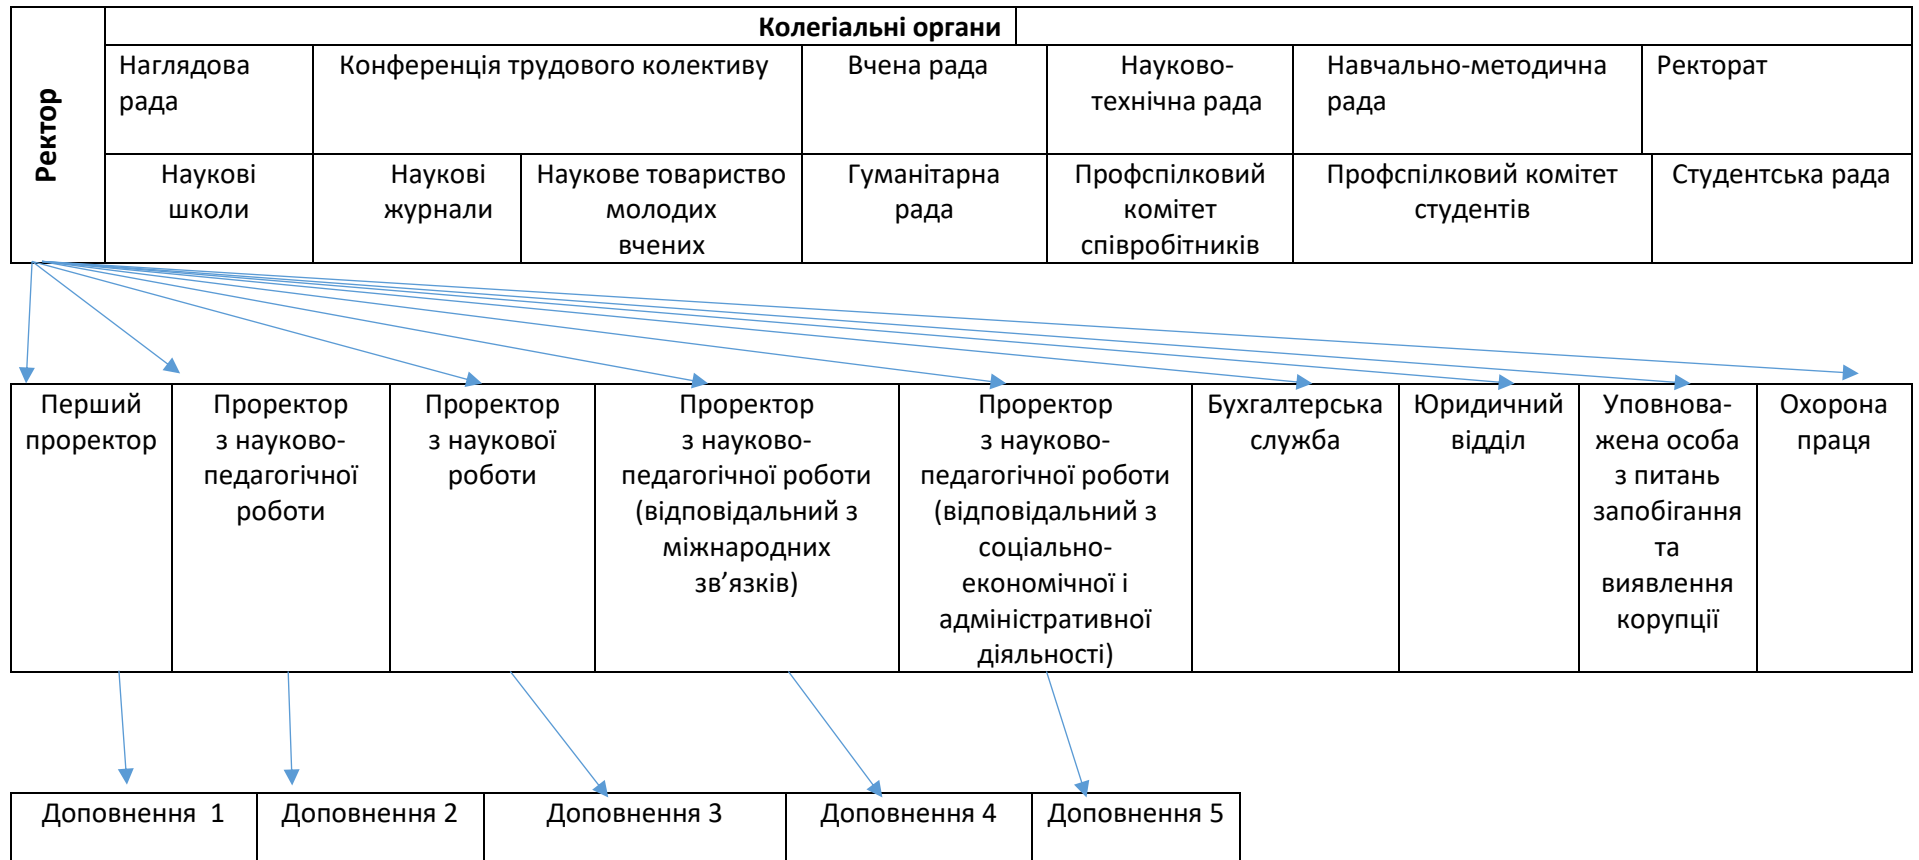 Ректор
Колегіальні органи
Наглядова
рада
Конференція трудового колективу
Вчена рада
Науково-
технічна рада
Навчально-методична
рада
Ректорат
Наукові
школи
Наукові
журнали
Наукове товариство
молодих
вчених
Гуманітарна
рада
Профспілковий
комітет
співробітників
Профспілковий комітет
студентів
Студентська рада
Перший
проректор
Проректор
з науково-
педагогічної
роботи
Проректор
з наукової
роботи
Проректор
з науково-
педагогічної роботи
(відповідальний з
міжнародних
зв’язків)
Проректор
з науково-
педагогічної роботи
(відповідальний з
соціально-
економічної і
адміністративної
діяльності)
Бухгалтерська
служба
Юридичний
відділ
Уповнова-
жена особа
з питань
запобігання
та
виявлення
корупції
Охорона
праця
Доповнення 1
Доповнення 2
Доповнення 3
Доповнення 4
Доповнення 5